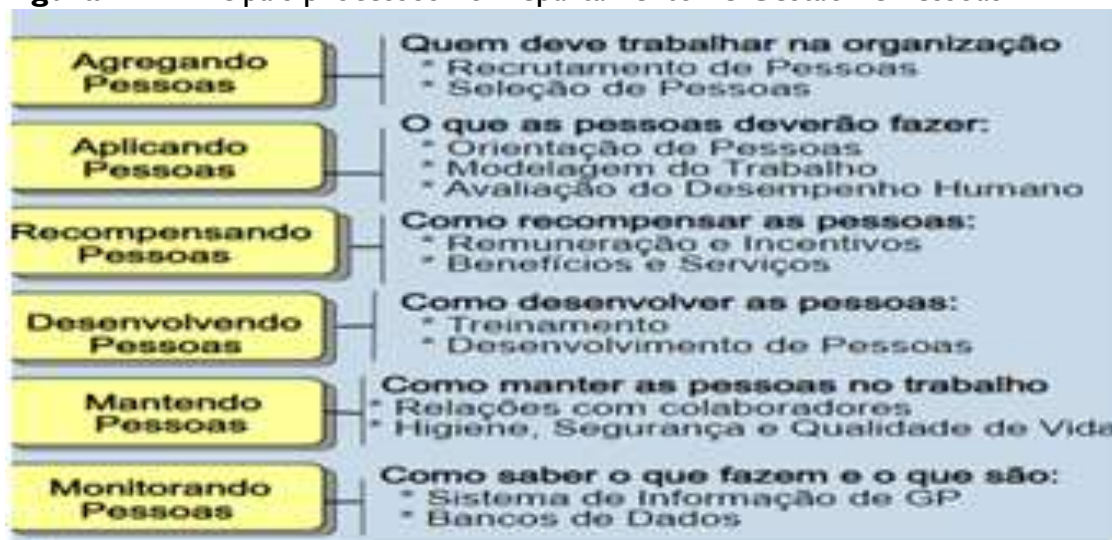 Agregando
Pessoas
Quem deve trabalhar na organização
* Recrutamento de Pessoas
* Seleção de Pessoas
Aplicando
Pessoas
O que as pessoas deverão fazer:
* Orientação de Pessoas
* Modelagem do Trabalho
* Avaliação do Desempenho Humano
Recompensando
Pessoas
Como recompensar as pessoas:
* Remuneração e Incentivos
* Benefícios e Serviços
Desenvolvendo
Pessoas
Como desenvolver as pessoas:
* Treinamento
* Desenvolvimento de Pessoas
Mantendo
Pessoas
Como manter as pessoas no trabalho
* Relações com colaboradores
* Higiene, Segurança e Qualidade de Vida
Monitorando
Pessoas
Como saber o que fazem e o que são:
* Sistema de Informação de GP
* Bancos de Dados